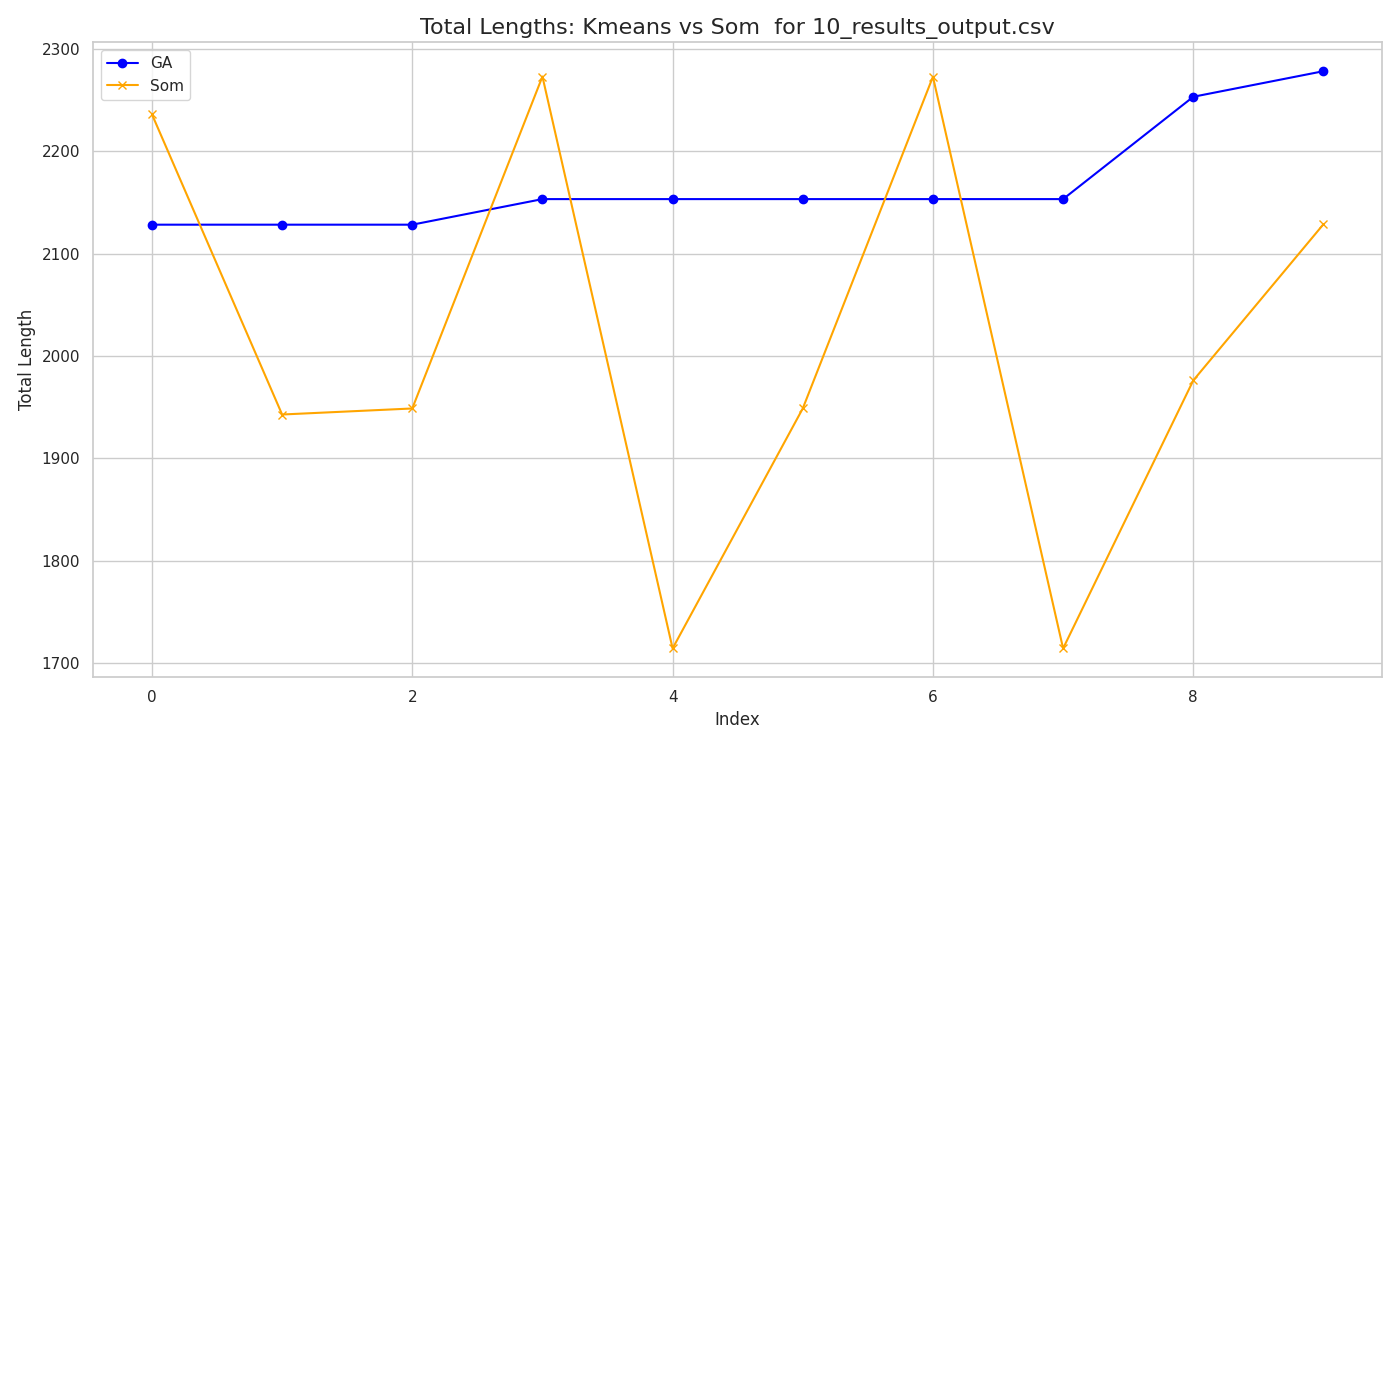 Total Lengths: Kmeans vs Som  for 10_results_output.csv
GA
Som
2300
2200
2100
2000
1900
1800
1700
Total Length
0 2 4 6 8
Index